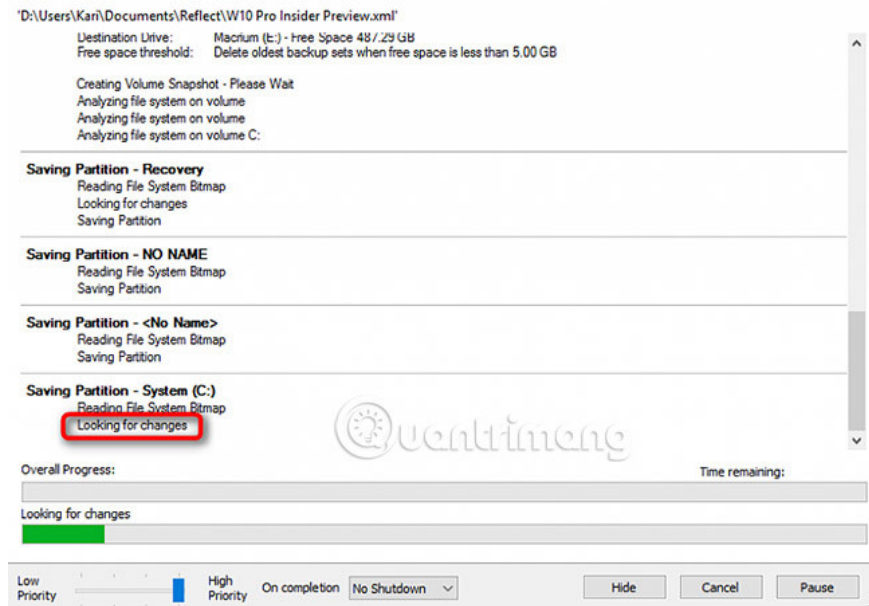 'D:\Users\Kari\Documents\Reflect\W10 Pro Insider Preview.xml'
Destination Drive: Macrium (E:) - Free Space 487.29 GB
Free space threshold: Delete oldest backup sets when free space is less than 5.00 GB
Creating Volume Snapshot - Please Wait
Analyzing file system on volume
Analyzing file system on volume
Analyzing file system on volume C:
Saving Partition - Recovery
Reading File System Bitmap
Looking for changes
Saving Partition
Saving Partition - NO NAME
Reading File System Bitmap
Saving Partition
Saving Partition - <No Name>
Reading File System Bitmap
Saving Partition
Saving Partition - System (C:)
Reading File System Bitmap
Looking for changes
Quantrimang
Overall Progress: Time remaining:
Looking for changes
Low Priority High Priority On completion No Shutdown Hide Cancel Pause